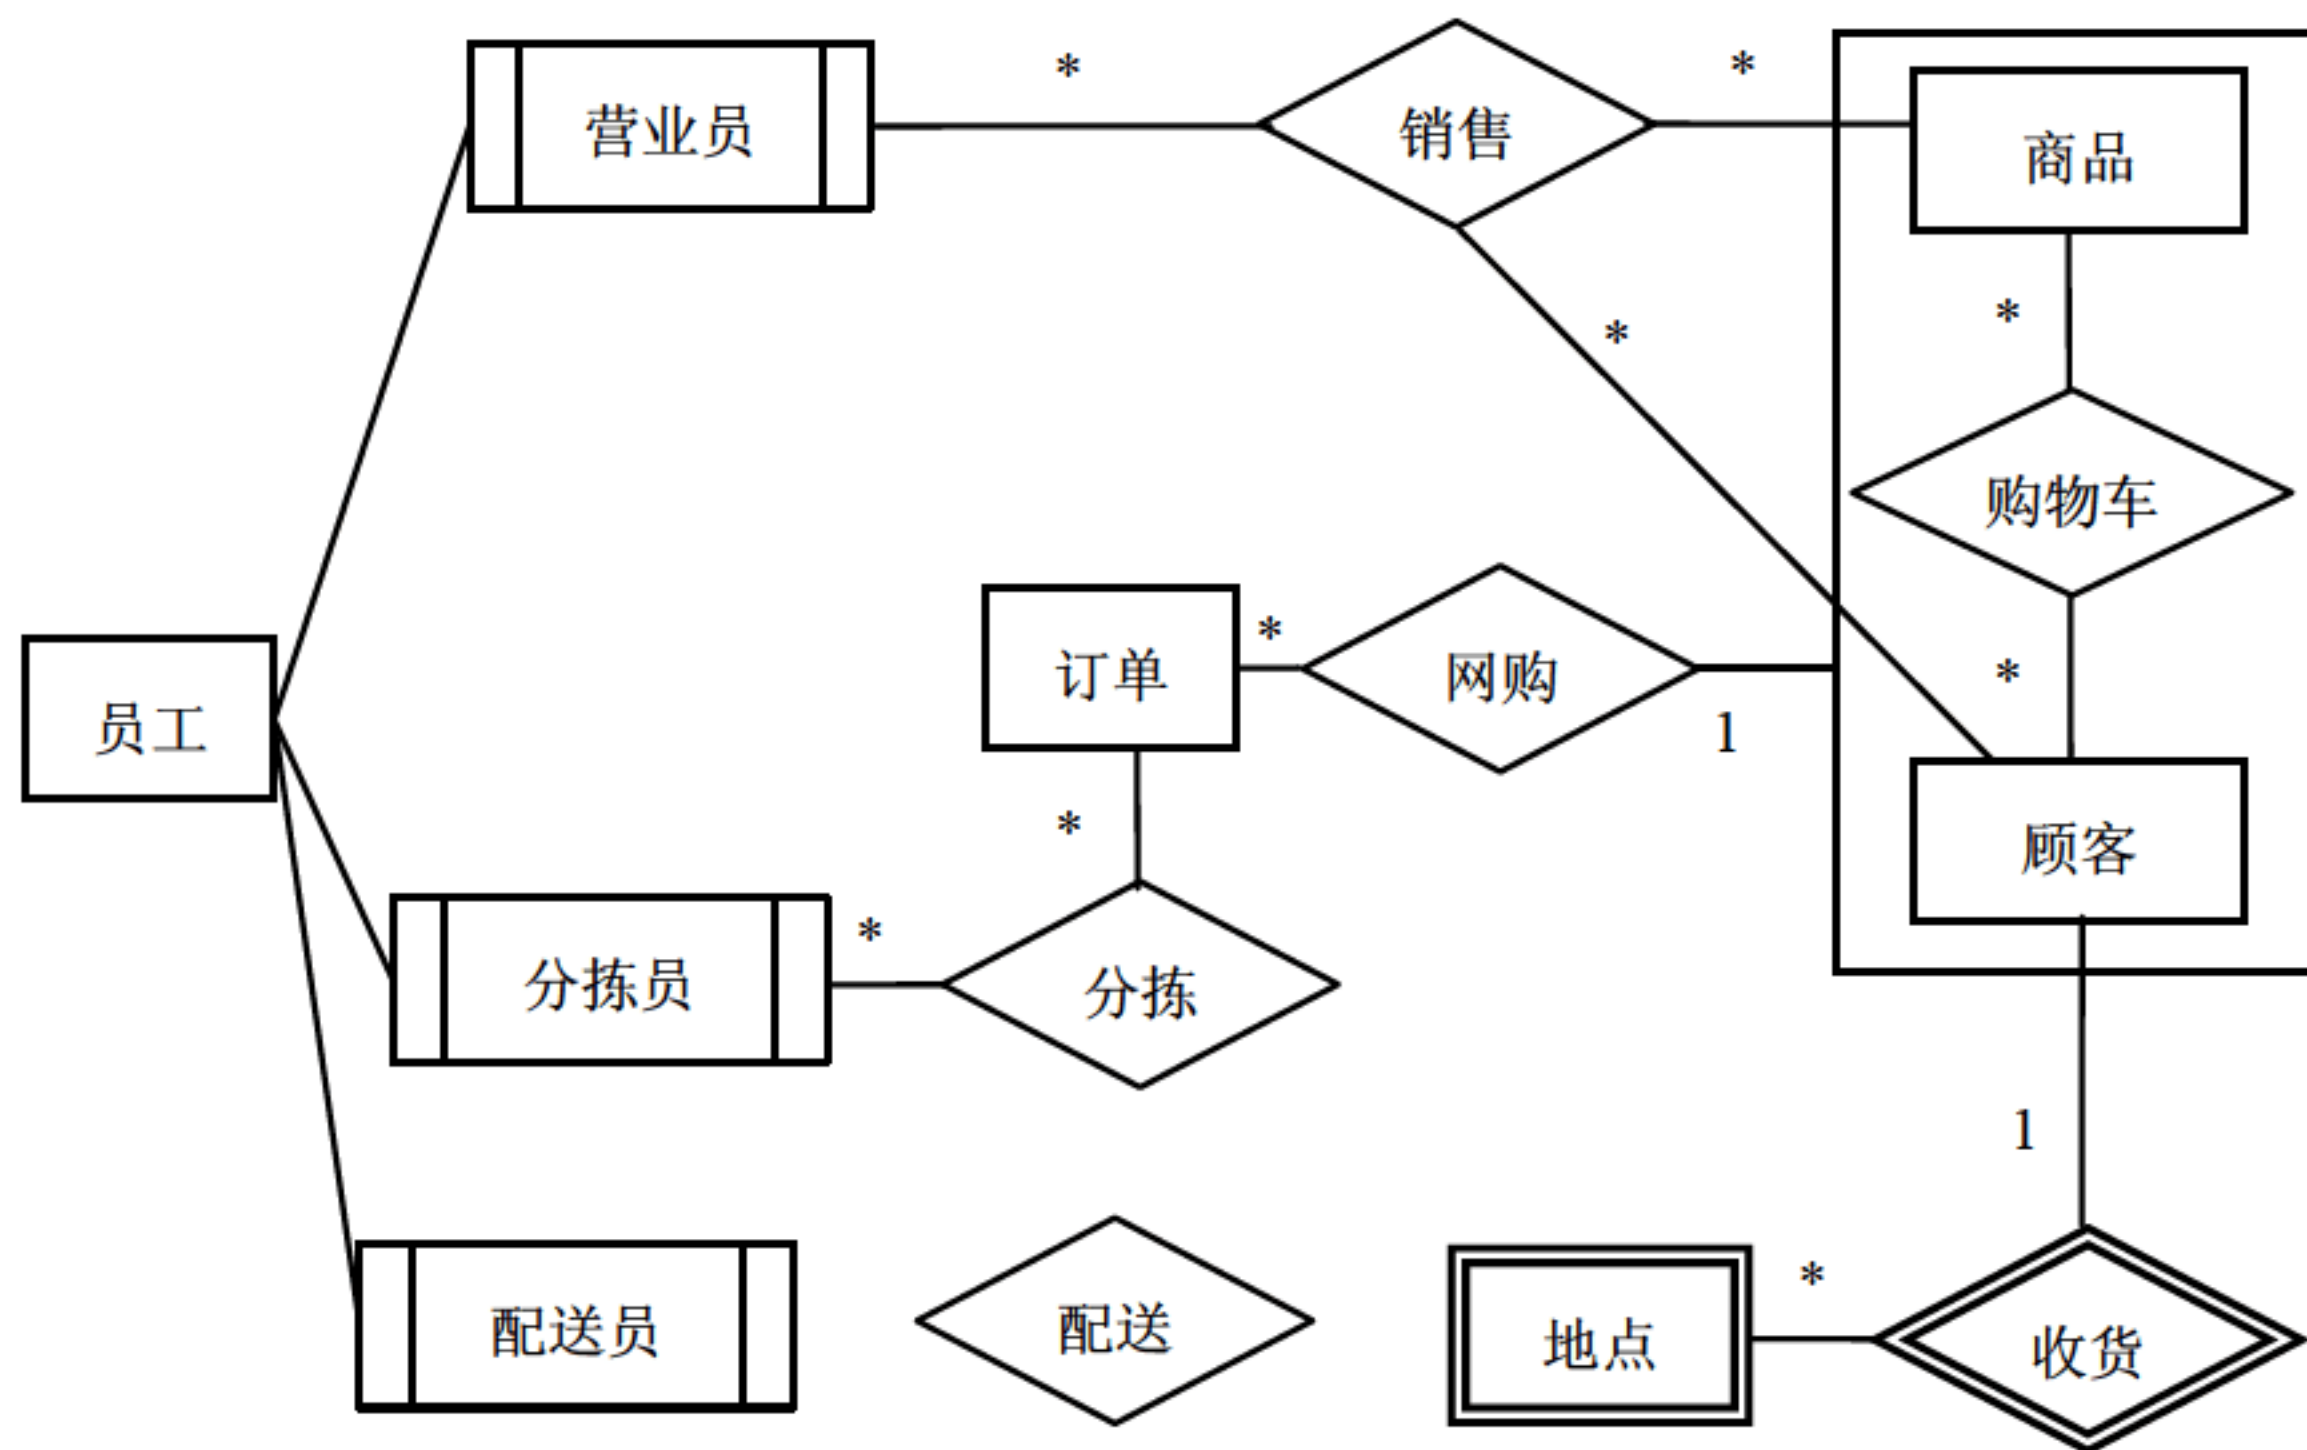 * *
营业员 销售 商品
* *
购物车
订单 * 网购 *
员工 1
* 顾客
分拣员 * 分拣
1
配送员 配送 地点 * 收货